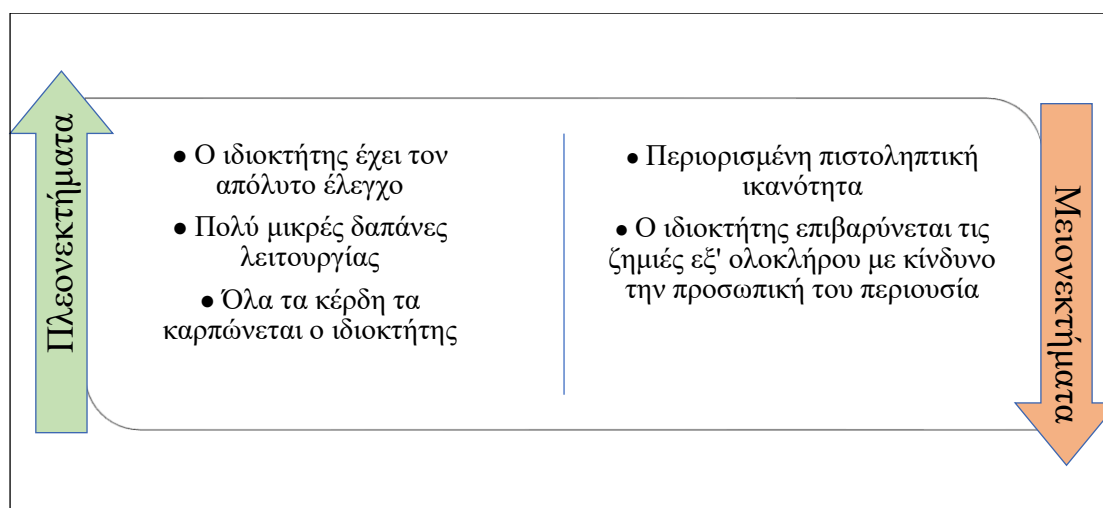 Πλεονεκτήματα
● Ο ιδιοκτήτης έχει τον
απόλυτο έλεγχο
● Πολύ μικρές δαπάνες
λειτουργίας
● Όλα τα κέρδη τα
καρπώνεται ο ιδιοκτήτης
● Περιορισμένη πιστοληπτική
ικανότητα
● Ο ιδιοκτήτης επιβαρύνεται τις
ζημιές εξ' ολοκλήρου με κίνδυνο
την προσωπική του περιουσία
Μειονεκτήματα